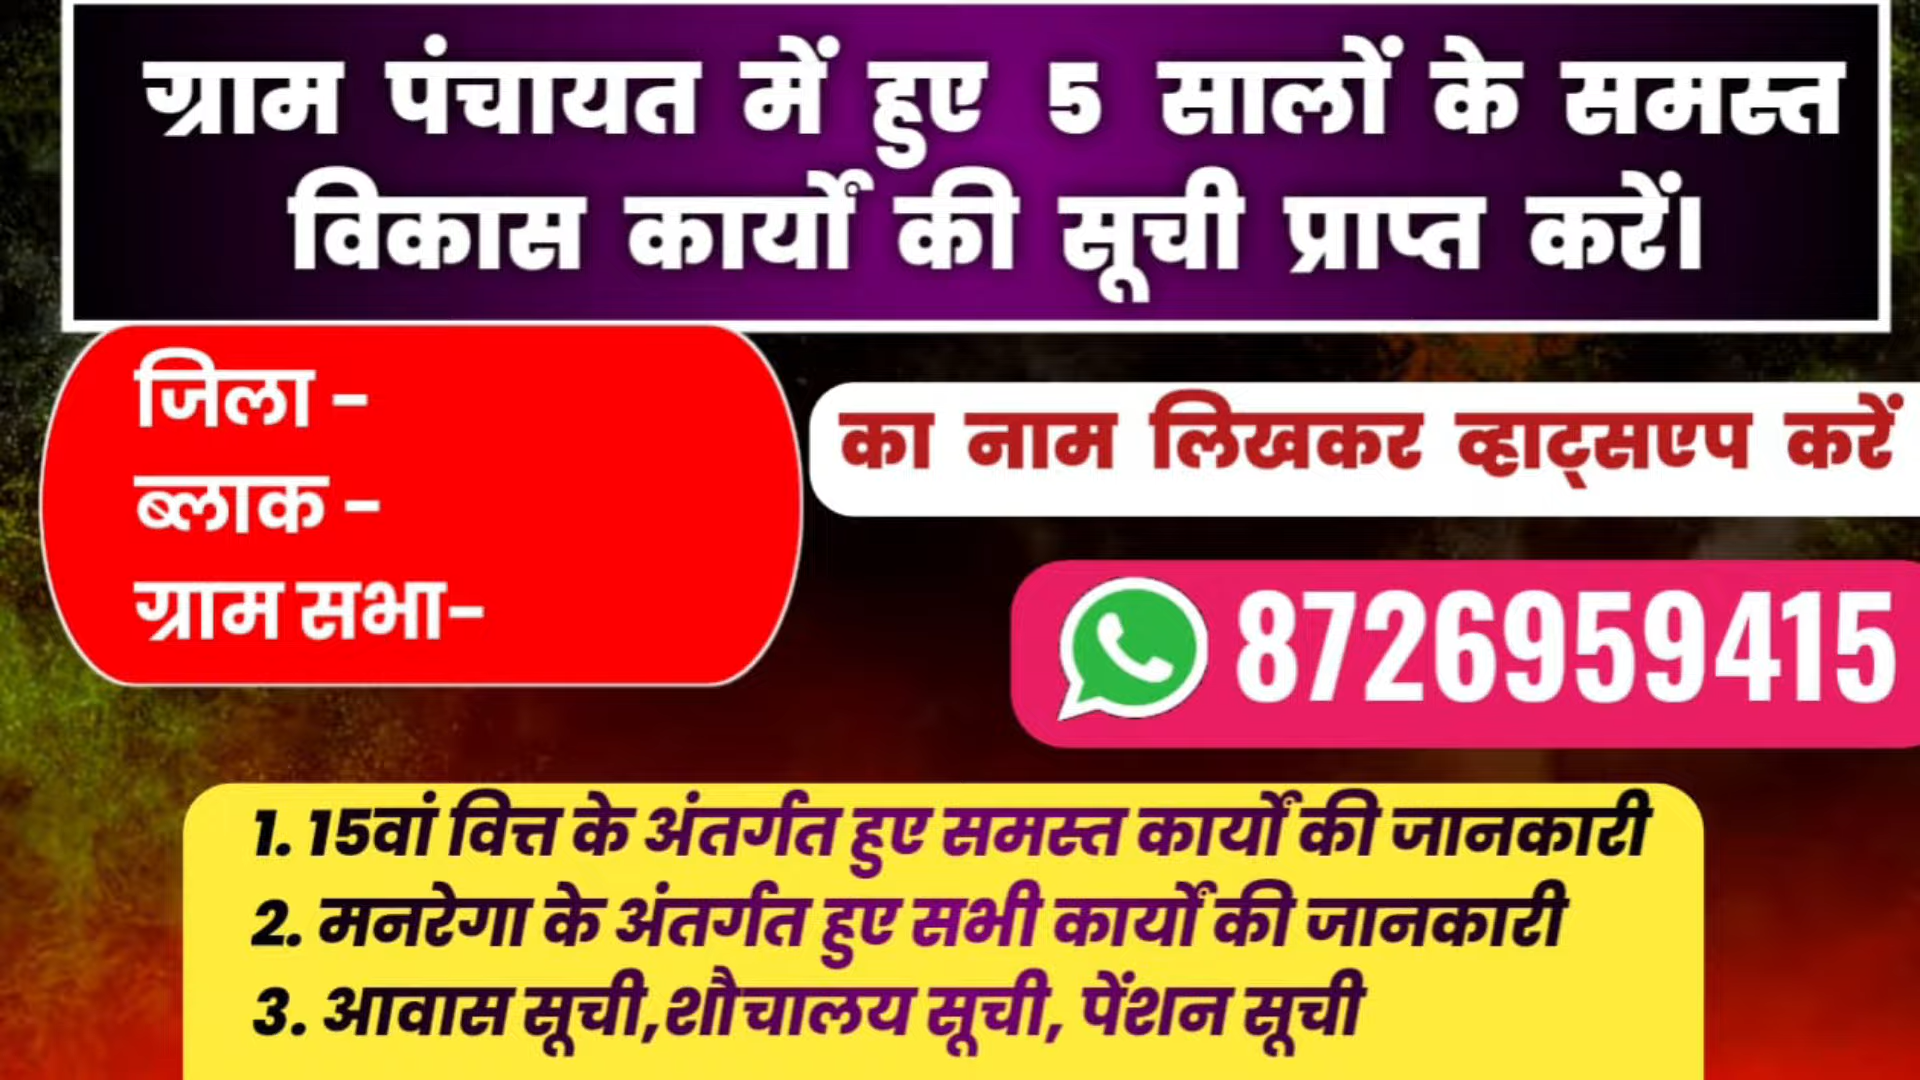 ग्राम पंचायत में हुए 5 सालों के समस्त
विकास कार्यों की सूची प्राप्त करें।
जिला -
ब्लाक -
ग्राम सभा-
का नाम लिखकर व्हाट्सएप करें
8726959415
1. 15वां वित्त के अंतर्गत हुए समस्त कार्यों की जानकारी
2. मनरेगा के अंतर्गत हुए सभी कार्यों की जानकारी
3. आवास सूची,शौचालय सूची, पेंशन सूची